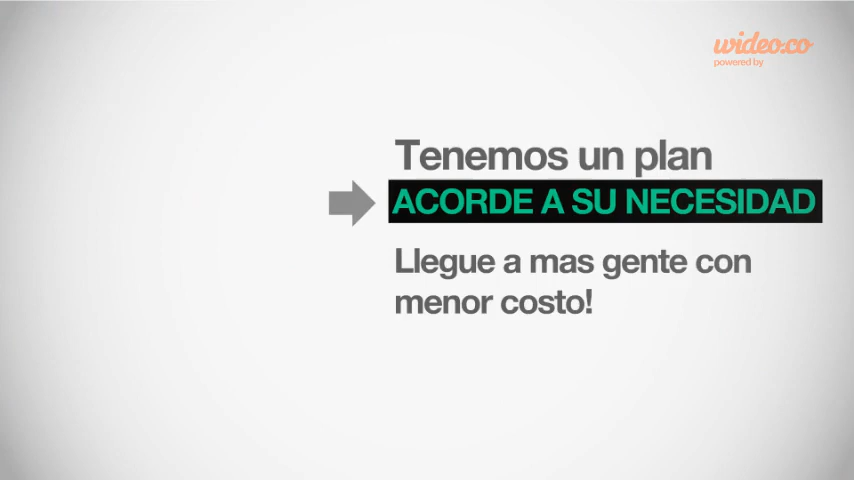 wideo.co
powered by
Tenemos un plan
ACORDE A SU NECESIDAD
Llegue a mas gente con
menor costo!